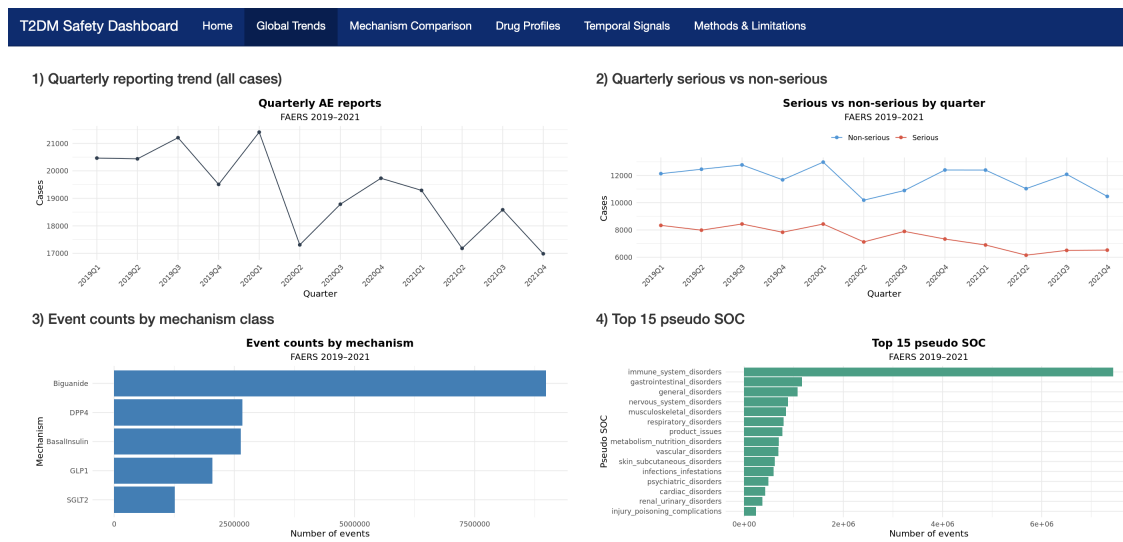 T2DM Safety Dashboard Home Global Trends Mechanism Comparison Drug Profiles Temporal Signals Methods & Limitations
1) Quarterly reporting trend (all cases)
Quarterly AE reports
FAERS 2019–2021
Cases
21000
20000
19000
18000
17000
2019Q1 2019Q2 2019Q3 2019Q4 2020Q1 2020Q2 2020Q3 2020Q4 2021Q1 2021Q2 2021Q3 2021Q4
Quarter
2) Quarterly serious vs non-serious
Serious vs non-serious by quarter
FAERS 2019–2021
Non-serious Serious
Cases
12000
10000
8000
6000
2019Q1 2019Q2 2019Q3 2019Q4 2020Q1 2020Q2 2020Q3 2020Q4 2021Q1 2021Q2 2021Q3 2021Q4
Quarter
3) Event counts by mechanism class
Event counts by mechanism
FAERS 2019–2021
Mechanism
Biguanide
DPP4
BasalInsulin
GLP1
SGLT2
0 2500000 5000000 7500000
Number of events
4) Top 15 pseudo SOC
Top 15 pseudo SOC
FAERS 2019–2021
Pseudo SOC
immune_system_disorders
gastrointestinal_disorders
general_disorders
nervous_system_disorders
musculoskeletal_disorders
respiratory_disorders
product_issues
metabolism_nutrition_disorders
vascular_disorders
skin_subcutaneous_disorders
infections_infestations
psychiatric_disorders
cardiac_disorders
renal_urinary_disorders
injury_poisoning_complications
0e+00 2e+06 4e+06 6e+06
Number of events